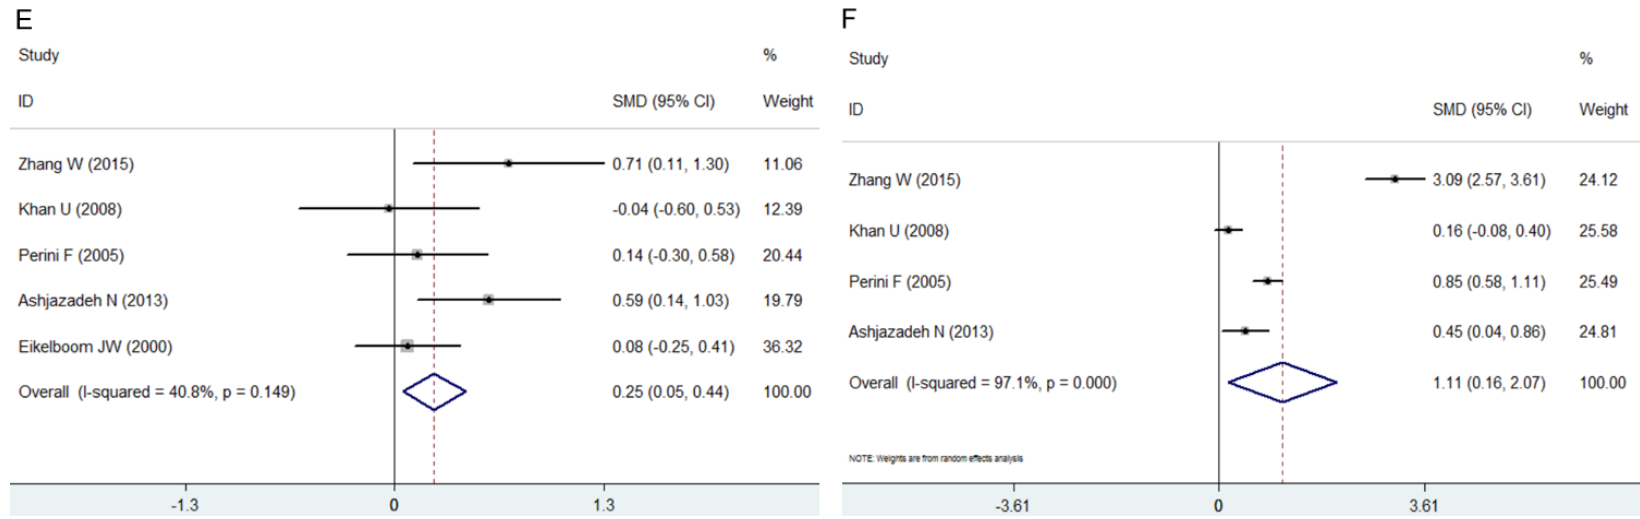 E
Study %
ID SMD (95% CI) Weight
Zhang W (2015) 0.71 (0.11, 1.30) 11.06
Khan U (2008) -0.04 (-0.60, 0.53) 12.39
Perini F (2005) 0.14 (-0.30, 0.58) 20.44
Ashjazadeh N (2013) 0.59 (0.14, 1.03) 19.79
Eikelboom JW (2000) 0.08 (-0.25, 0.41) 36.32
Overall (I-squared = 40.8%, p = 0.149) 0.25 (0.05, 0.44) 100.00
-1.3 0 1.3
F
Study %
ID SMD (95% CI) Weight
Zhang W (2015) 3.09 (2.57, 3.61) 24.12
Khan U (2008) 0.16 (-0.08, 0.40) 25.58
Perini F (2005) 0.85 (0.58, 1.11) 25.49
Ashjazadeh N (2013) 0.45 (0.04, 0.86) 24.81
Overall (I-squared = 97.1%, p = 0.000) 1.11 (0.16, 2.07) 100.00
NOTE: Weights are from random effects analysis
-3.61 0 3.61